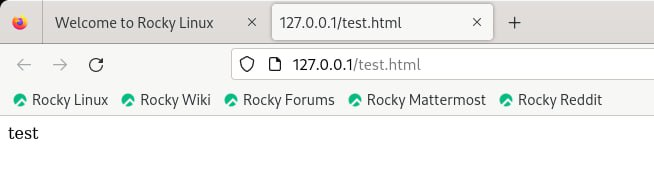 Welcome to Rocky Linux 127.0.0.1/test.html
127.0.0.1/test.html
Rocky Linux Rocky Wiki Rocky Forums Rocky Mattermost Rocky Reddit
test